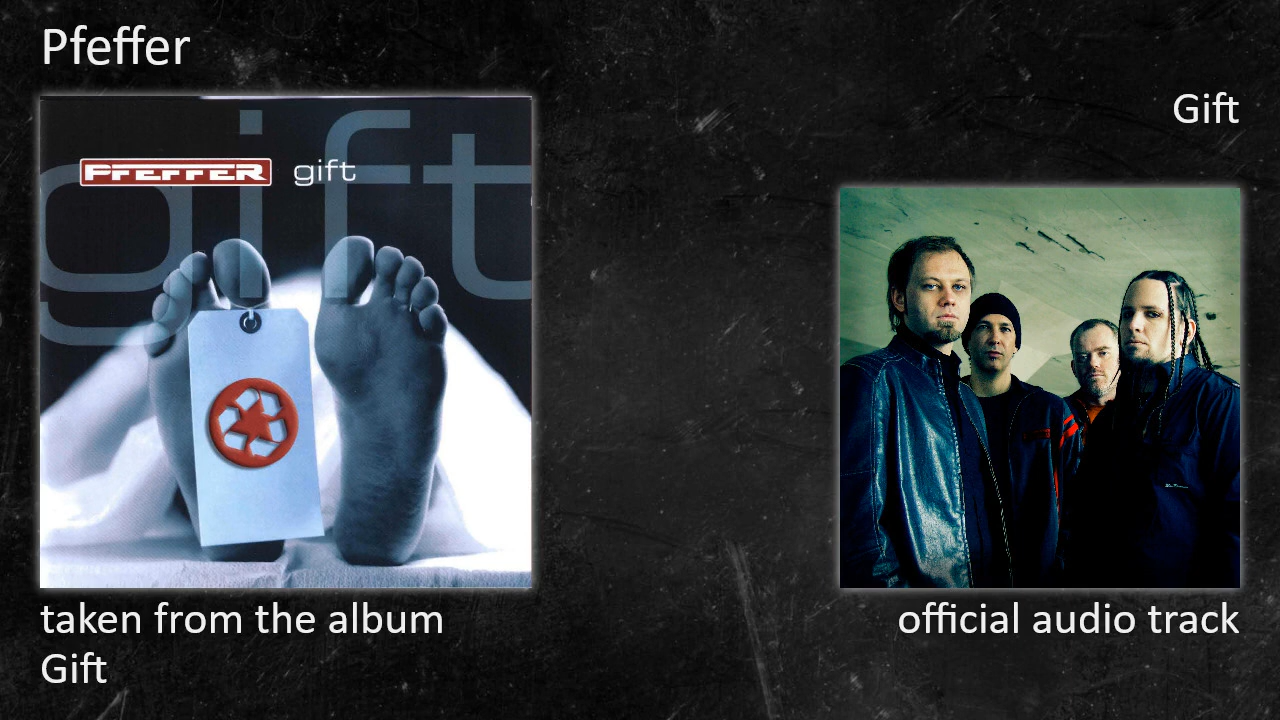 Pfeffer
Gift
gift
PFEFFER gift
taken from the album
Gift
official audio track